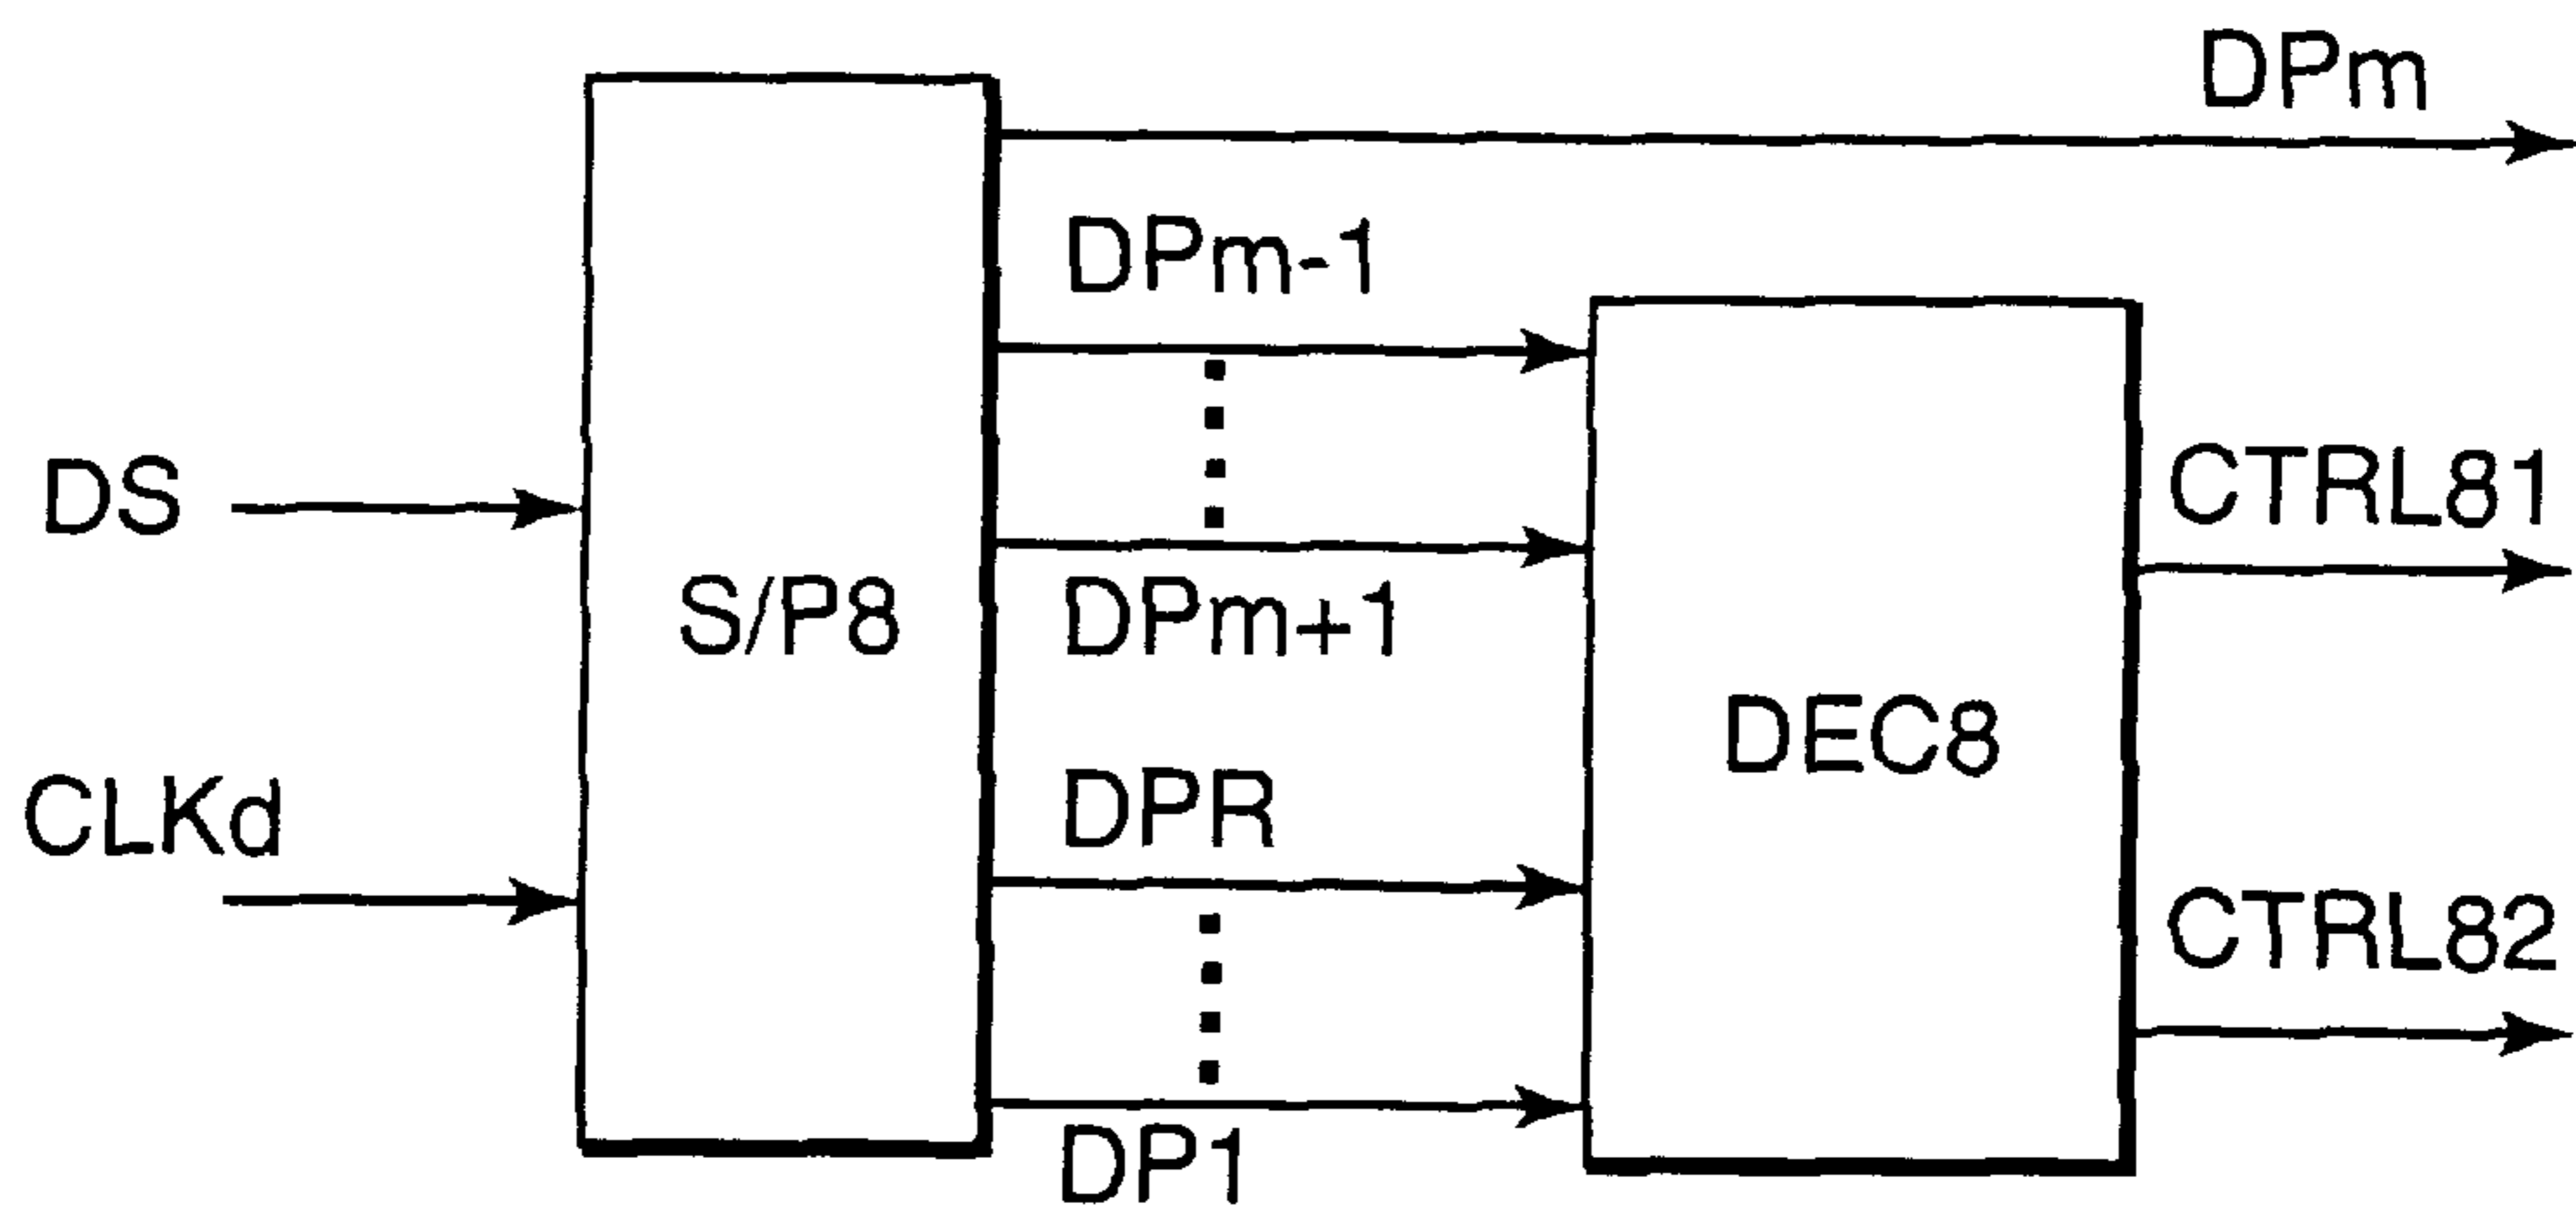 DPm
DPm-1
DS
S/P8
DPm+1
CTRL81
DEC8
CLKd
DPR
CTRL82
DP1